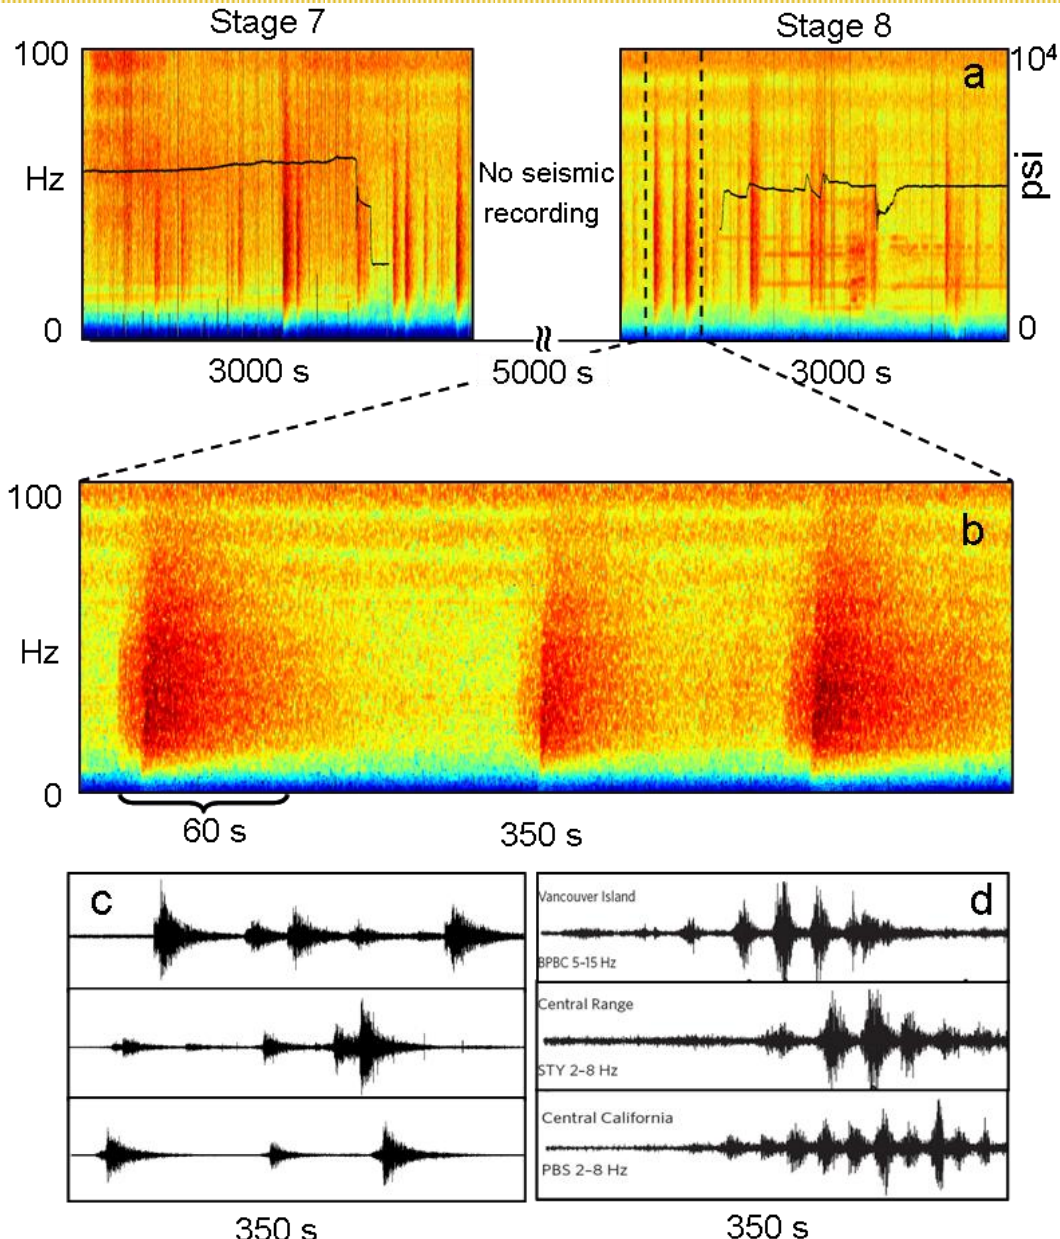 Stage 7
Stage 8
100
10⁴
a
Hz
psi
No seismic
recording
0
0
3000 s
5000 s
3000 s
100
b
Hz
0
60 s
350 s
c
d
Vancouver Island
BPBC 5-15 Hz
Central Range
STY 2-8 Hz
Central California
PBS 2-8 Hz
350 s
350 s